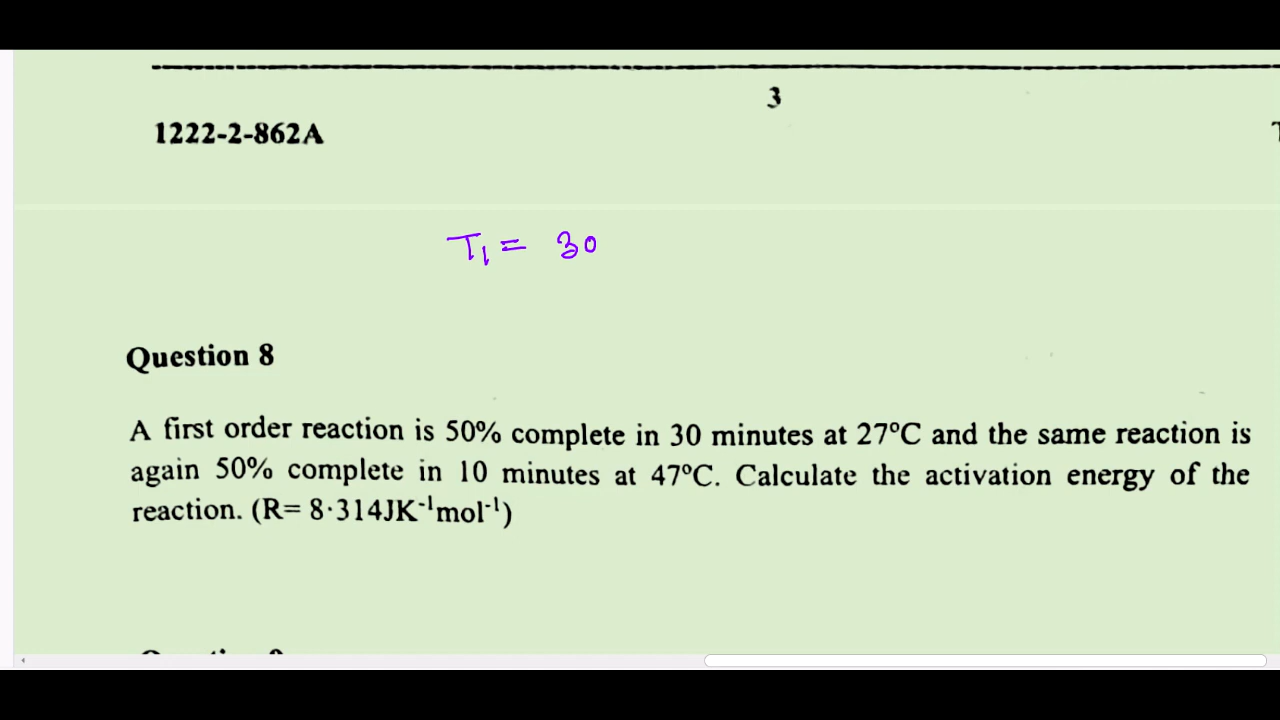 3
1222-2-862A
T₁ = 30
Question 8
A first order reaction is 50% complete in 30 minutes at 27ºC and the same reaction is
again 50% complete in 10 minutes at 47ºC. Calculate the activation energy of the
reaction. (R= 8·314JK⁻¹mol⁻¹)